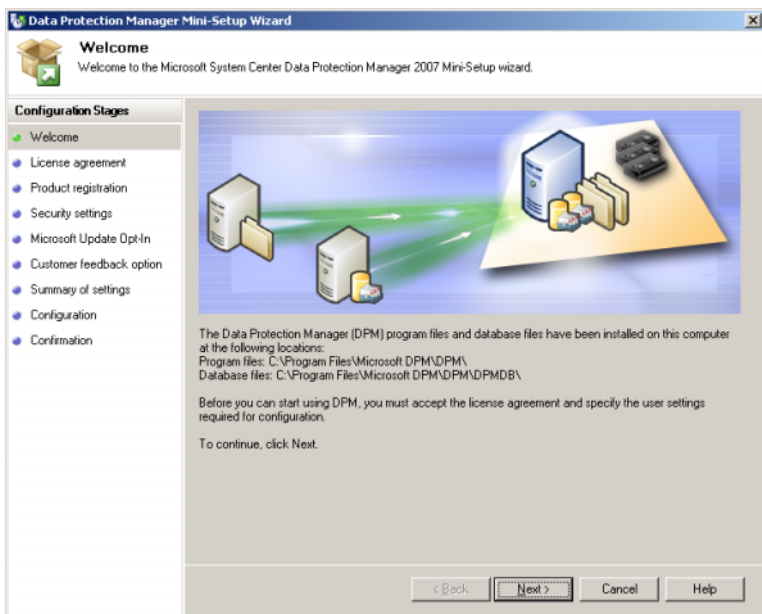 Data Protection Manager Mini-Setup Wizard
Welcome
Welcome to the Microsoft System Center Data Protection Manager 2007 Mini-Setup wizard.
Configuration Stages
Welcome
License agreement
Product registration
Security settings
Microsoft Update Opt-In
Customer feedback option
Summary of settings
Configuration
Confirmation
The Data Protection Manager (DPM) program files and database files have been installed on this computer
at the following locations:
Program files: C:\Program Files\Microsoft DPM\DPM\
Database files: C:\Program Files\Microsoft DPM\DPM\DPMDB\
Before you can start using DPM, you must accept the license agreement and specify the user settings
required for configuration.
To continue, click Next.
< Back
Next >
Cancel
Help